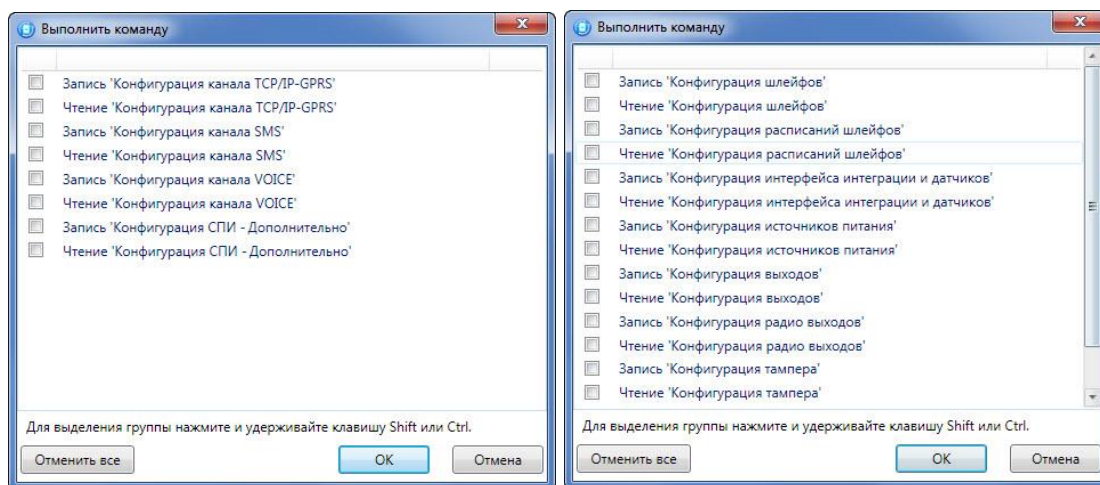 Выполнить команду
Запись 'Конфигурация канала TCP/IP-GPRS'
Чтение 'Конфигурация канала TCP/IP-GPRS'
Запись 'Конфигурация канала SMS'
Чтение 'Конфигурация канала SMS'
Запись 'Конфигурация канала VOICE'
Чтение 'Конфигурация канала VOICE'
Запись 'Конфигурация СПИ - Дополнительно'
Чтение 'Конфигурация СПИ - Дополнительно'
Для выделения группы нажмите и удерживайте клавишу Shift или Ctrl.
Отменить все
OK
Отмена
Выполнить команду
Запись 'Конфигурация шлейфов'
Чтение 'Конфигурация шлейфов'
Запись 'Конфигурация расписаний шлейфов'
Чтение 'Конфигурация расписаний шлейфов'
Запись 'Конфигурация интерфейса интеграции и датчиков'
Чтение 'Конфигурация интерфейса интеграции и датчиков'
Запись 'Конфигурация источников питания'
Чтение 'Конфигурация источников питания'
Запись 'Конфигурация выходов'
Чтение 'Конфигурация выходов'
Запись 'Конфигурация радио выходов'
Чтение 'Конфигурация радио выходов'
Запись 'Конфигурация тампера'
Чтение 'Конфигурация тампера'
Для выделения группы нажмите и удерживайте клавишу Shift или Ctrl.
Отменить все
OK
Отмена